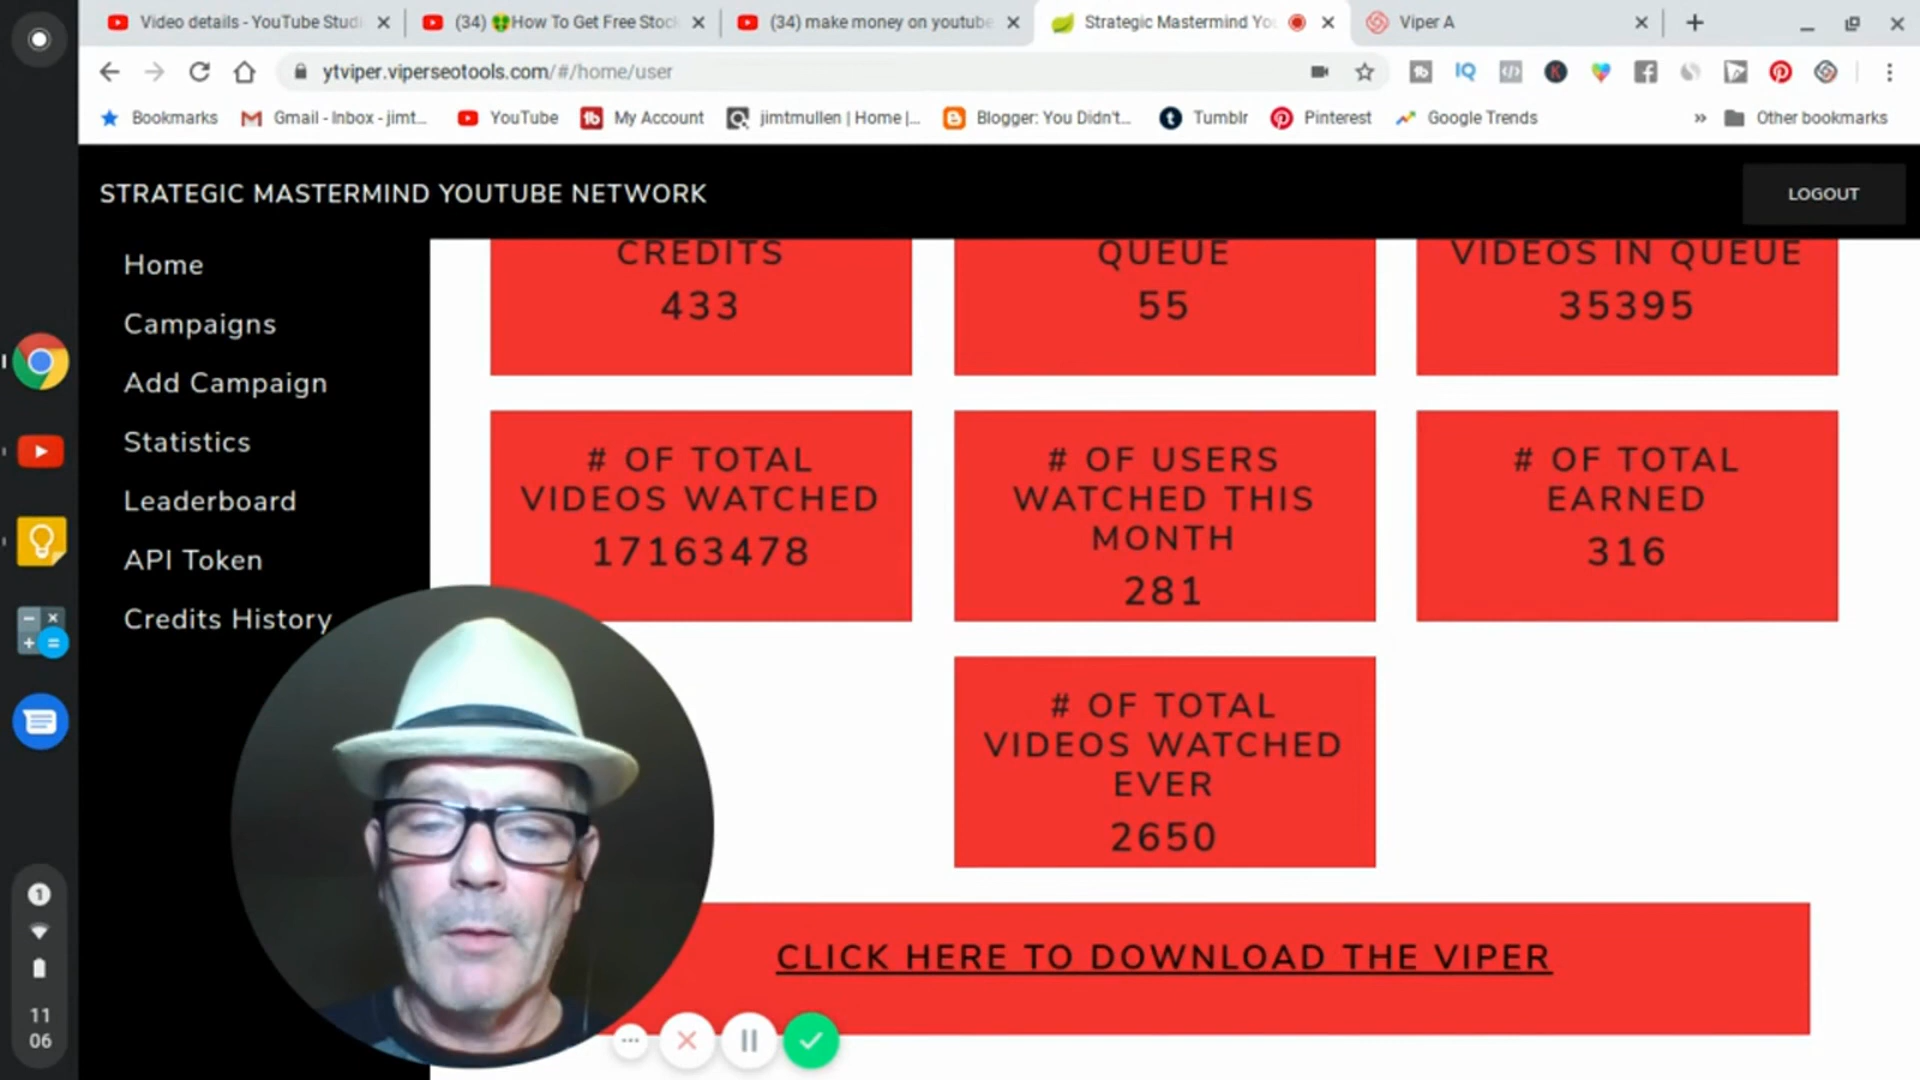 Video details - YouTube Studi
(34) 🤑How To Get Free Stock
(34) make money on youtube
Strategic Mastermind You
Viper A
ytviper.viperseotools.com/#/home/user
Bookmarks
Gmail - Inbox - jimt...
YouTube
My Account
jimtmullen | Home |...
Blogger: You Didn't...
Tumblr
Pinterest
Google Trends
Other bookmarks
STRATEGIC MASTERMIND YOUTUBE NETWORK
LOGOUT
Home
Campaigns
Add Campaign
Statistics
Leaderboard
API Token
Credits History
CREDITS
433
QUEUE
55
VIDEOS IN QUEUE
35395
# OF TOTAL
VIDEOS WATCHED
17163478
# OF USERS
WATCHED THIS
MONTH
281
# OF TOTAL
EARNED
316
# OF TOTAL
VIDEOS WATCHED
EVER
2650
CLICK HERE TO DOWNLOAD THE VIPER
1
11
06